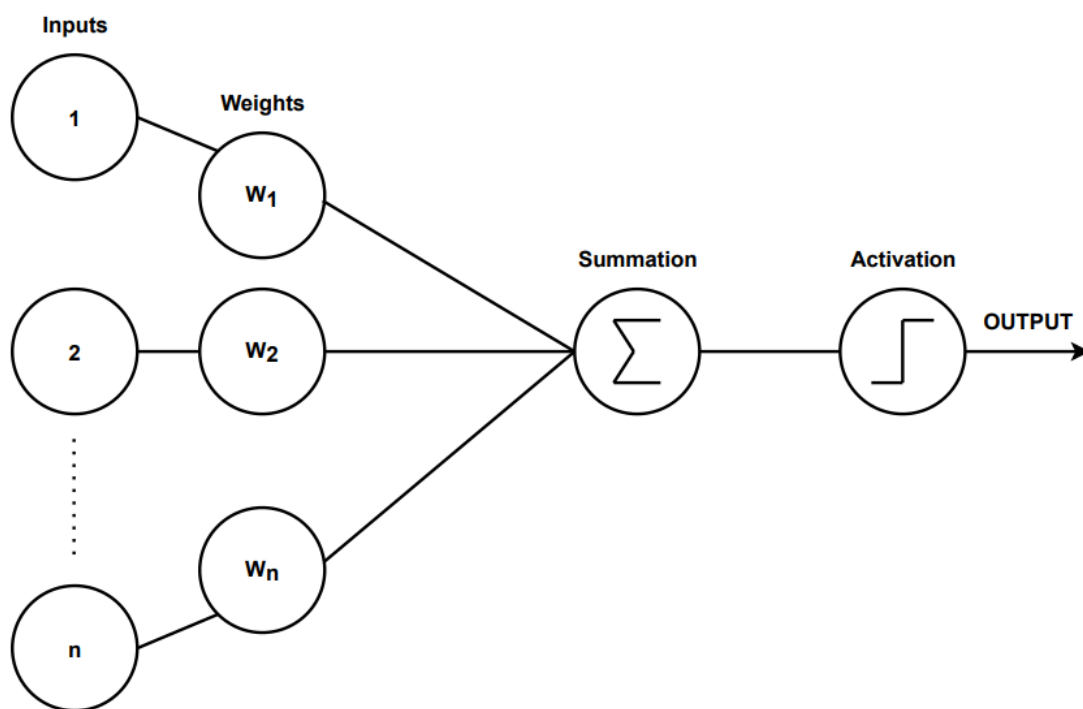 Inputs
1
Weights
W1
Summation
Activation
2
W2
Σ
OUTPUT
Wn
n